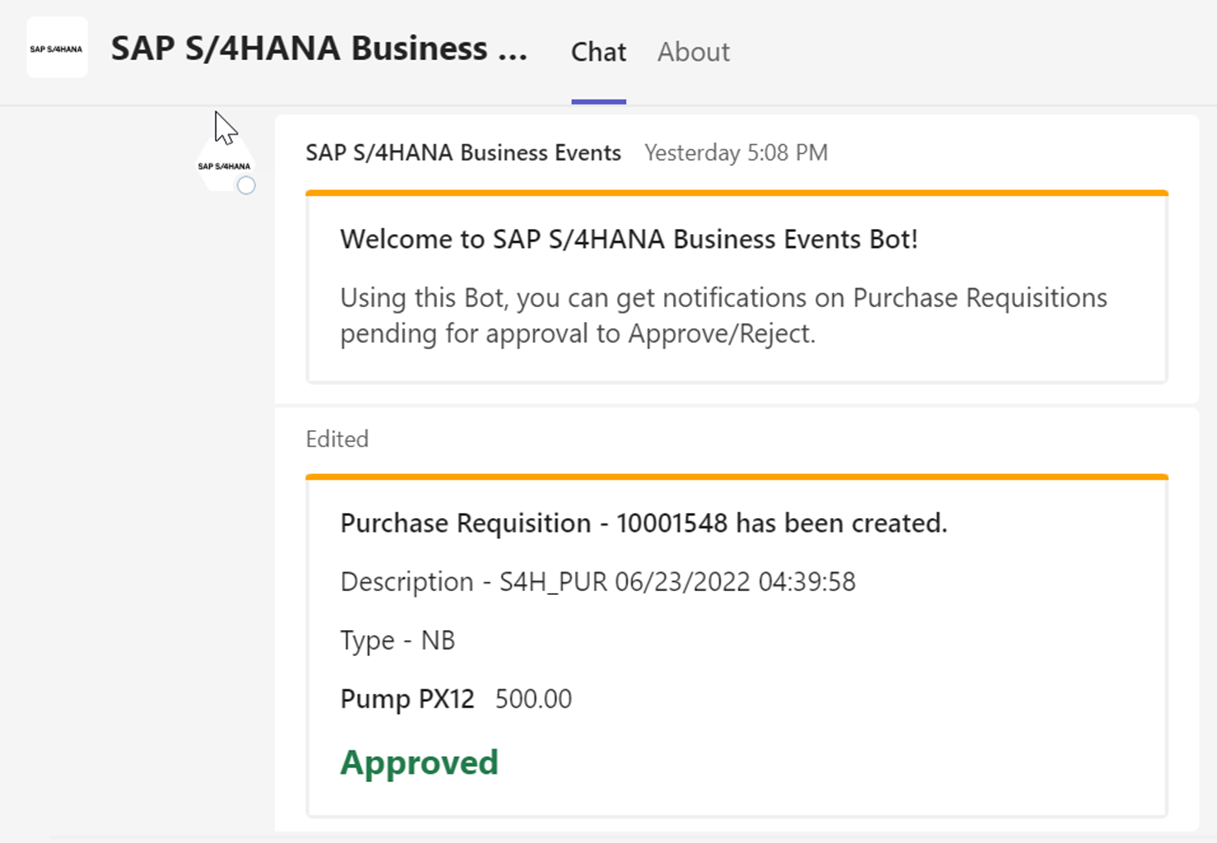 SAP S/4HANA
SAP S/4HANA Business ...
Chat
About
SAP S/4HANA
SAP S/4HANA Business Events Yesterday 5:08 PM
Welcome to SAP S/4HANA Business Events Bot!
Using this Bot, you can get notifications on Purchase Requisitions
pending for approval to Approve/Reject.
Edited
Purchase Requisition - 10001548 has been created.
Description - S4H_PUR 06/23/2022 04:39:58
Type - NB
Pump PX12 500.00
Approved